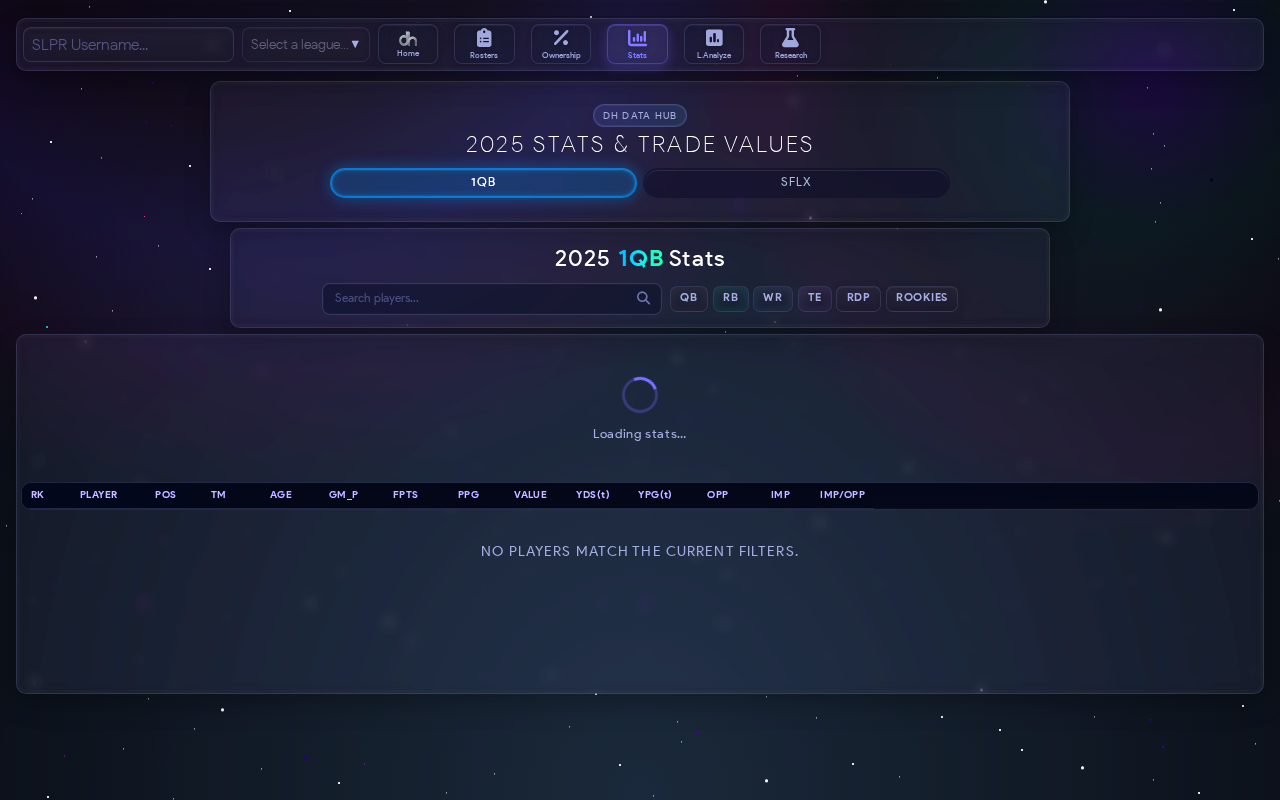 SLPR Username...
Select a league... ▼
Home
Rosters
Ownership
Stats
L.Analyze
Research
DH DATA HUB
2025 STATS & TRADE VALUES
1QB
SFLX
2025 1QB Stats
Search players...
QB
RB
WR
TE
RDP
ROOKIES
Loading stats...
RK PLAYER POS TM AGE GM_P FPTS PPG VALUE YDS(t) YPG(t) OPP IMP IMP/OPP
NO PLAYERS MATCH THE CURRENT FILTERS.